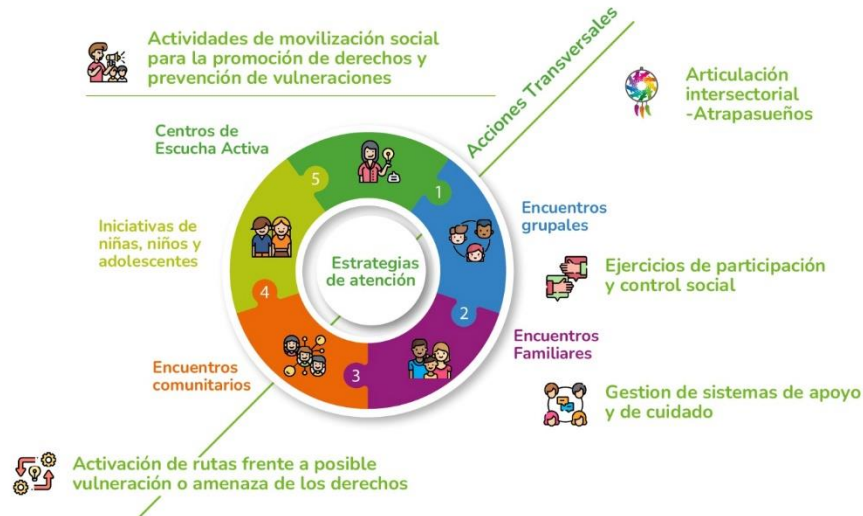 Actividades de movilización social
para la promoción de derechos y
prevención de vulneraciones
Acciones Transversales
Articulación
intersectorial
-Atrapasueños
Centros de
Escucha Activa
5
1
Iniciativas de
niñas, niños y
adolescentes
Encuentros
grupales
Estrategias
de atención
Ejercicios de participación
y control social
4
2
Encuentros
Familiares
Encuentros
comunitarios
3
Gestion de sistemas de apoyo
y de cuidado
Activación de rutas frente a posible
vulneración o amenaza de los derechos